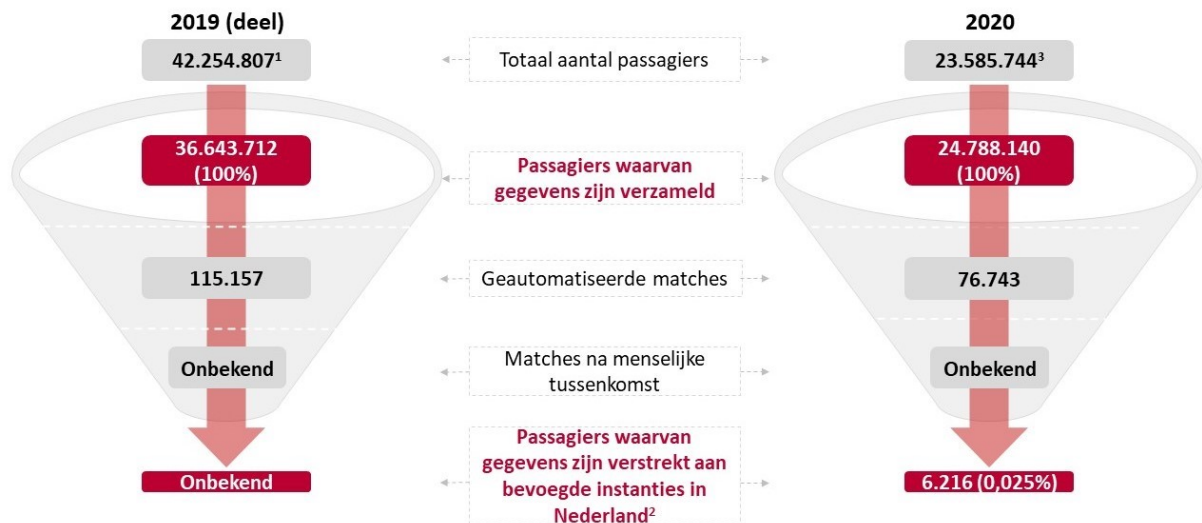 2019 (deel)
2020
42.254.807¹
Totaal aantal passagiers
23.585.744³
36.643.712
(100%)
Passagiers waarvan
gegevens zijn verzameld
24.788.140
(100%)
115.157
Geautomatiseerde matches
76.743
Onbekend
Matches na menselijke
tussenkomst
Onbekend
Onbekend
Passagiers waarvan
gegevens zijn verstrekt aan
bevoegde instanties in
Nederland²
6.216 (0,025%)